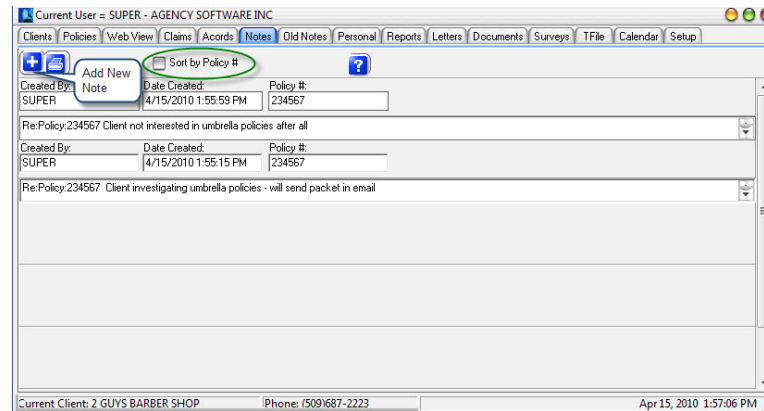 Current User = SUPER - AGENCY SOFTWARE INC
Clients Policies Web View Claims Acords Notes Old Notes Personal Reports Letters Documents Surveys TFile Calendar Setup
Add New
Note
Sort by Policy #
?
Created By: Date Created: Policy #:
SUPER 4/15/2010 1:55:59 PM 234567
Re:Policy:234567 Client not interested in umbrella policies after all
Created By: Date Created: Policy #:
SUPER 4/15/2010 1:55:15 PM 234567
Re:Policy:234567 Client investigating umbrella policies - will send packet in email
Current Client: 2 GUYS BARBER SHOP Phone: (509)687-2223 Apr 15, 2010 1:57:06 PM